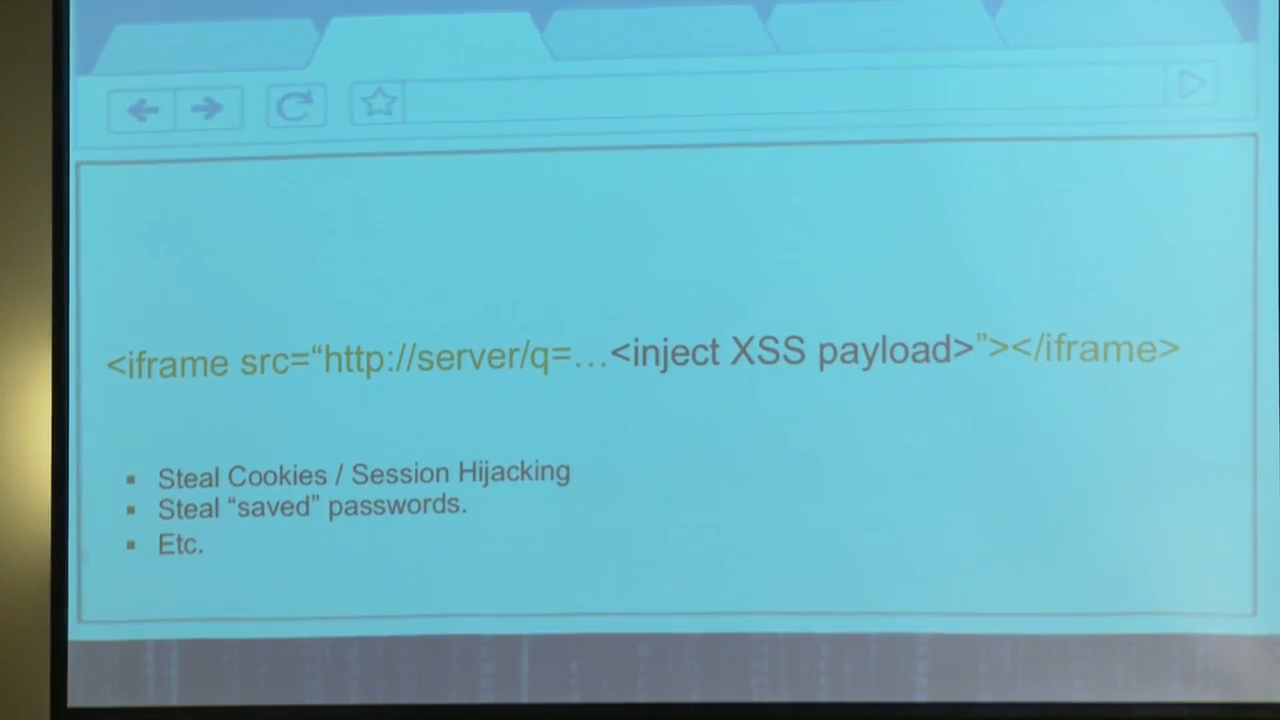 <iframe src=“http://server/q=…<inject XSS payload>”></iframe>
▪ Steal Cookies / Session Hijacking
▪ Steal “saved” passwords.
▪ Etc.